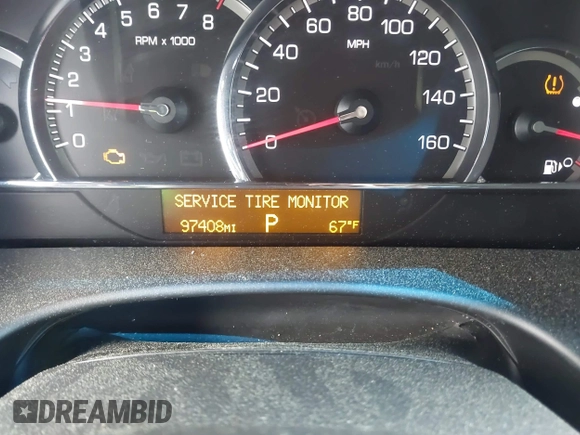 4 5 6 7 8
3
2
1
0
RPM x 1000
0
20
40
60
80 100
120
140
160
MPH
km/h
SERVICE TIRE MONITOR
97408MI P 67°F
DREAMBID